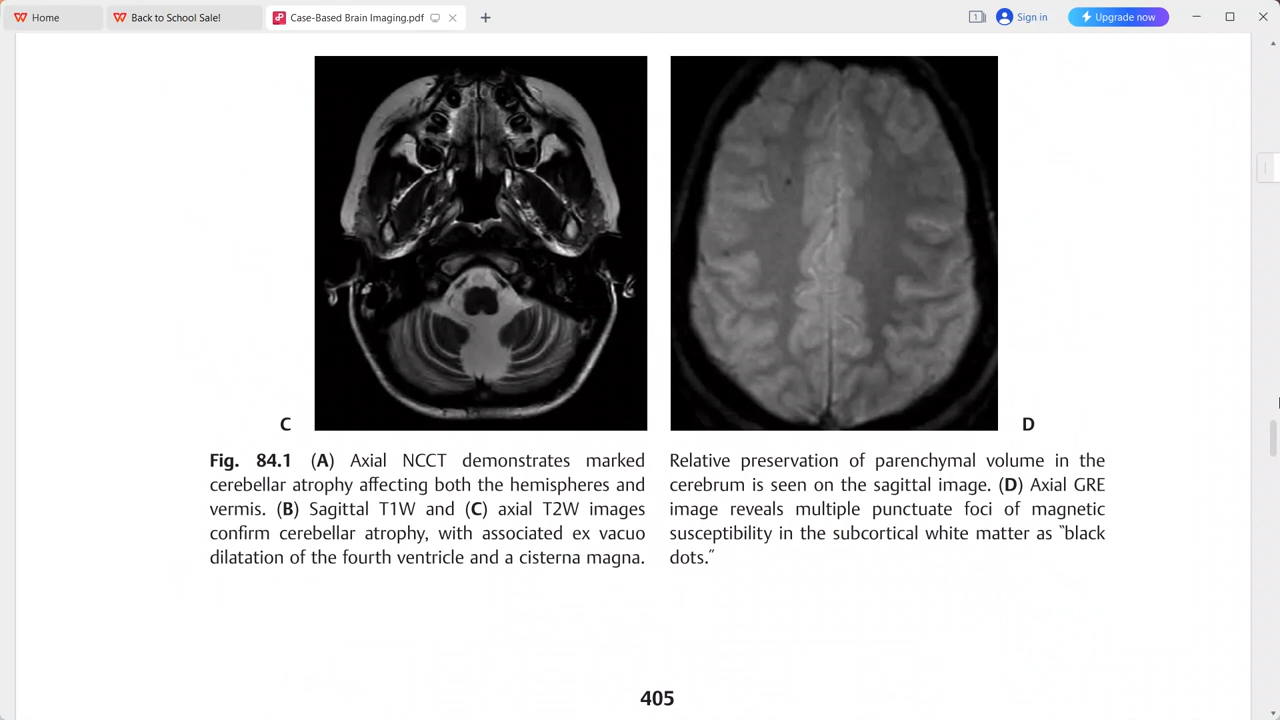 Home
Back to School Sale!
Case-Based Brain Imaging.pdf
1
Sign in
Upgrade now
C
D
Fig. 84.1 (A) Axial NCCT demonstrates marked
cerebellar atrophy affecting both the hemispheres and
vermis. (B) Sagittal T1W and (C) axial T2W images
confirm cerebellar atrophy, with associated ex vacuo
dilatation of the fourth ventricle and a cisterna magna.
Relative preservation of parenchymal volume in the
cerebrum is seen on the sagittal image. (D) Axial GRE
image reveals multiple punctuate foci of magnetic
susceptibility in the subcortical white matter as “black
dots.”
405